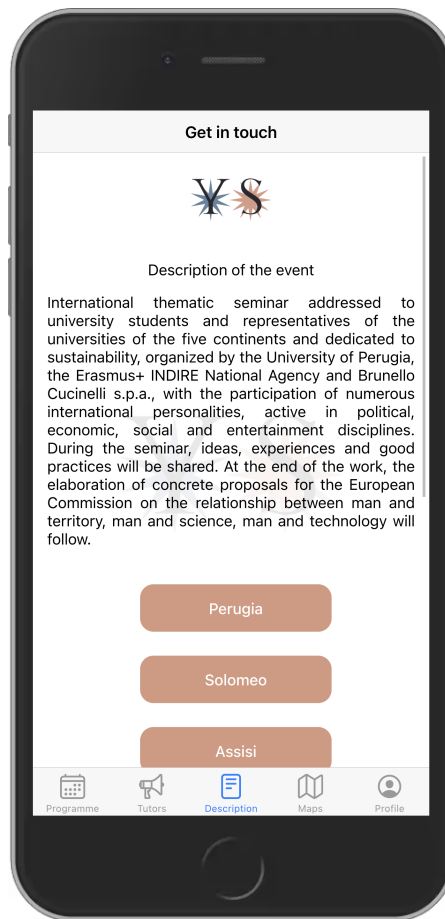 Get in touch
YS
Description of the event
International thematic seminar addressed to
university students and representatives of the
universities of the five continents and dedicated to
sustainability, organized by the University of Perugia,
the Erasmus+ INDIRE National Agency and Brunello
Cucinelli s.p.a., with the participation of numerous
international personalities, active in political,
economic, social and entertainment disciplines.
During the seminar, ideas, experiences and good
practices will be shared. At the end of the work, the
elaboration of concrete proposals for the European
Commission on the relationship between man and
territory, man and science, man and technology will
follow.
Perugia
Solomeo
Assisi
Programme Tutors Description Maps Profile